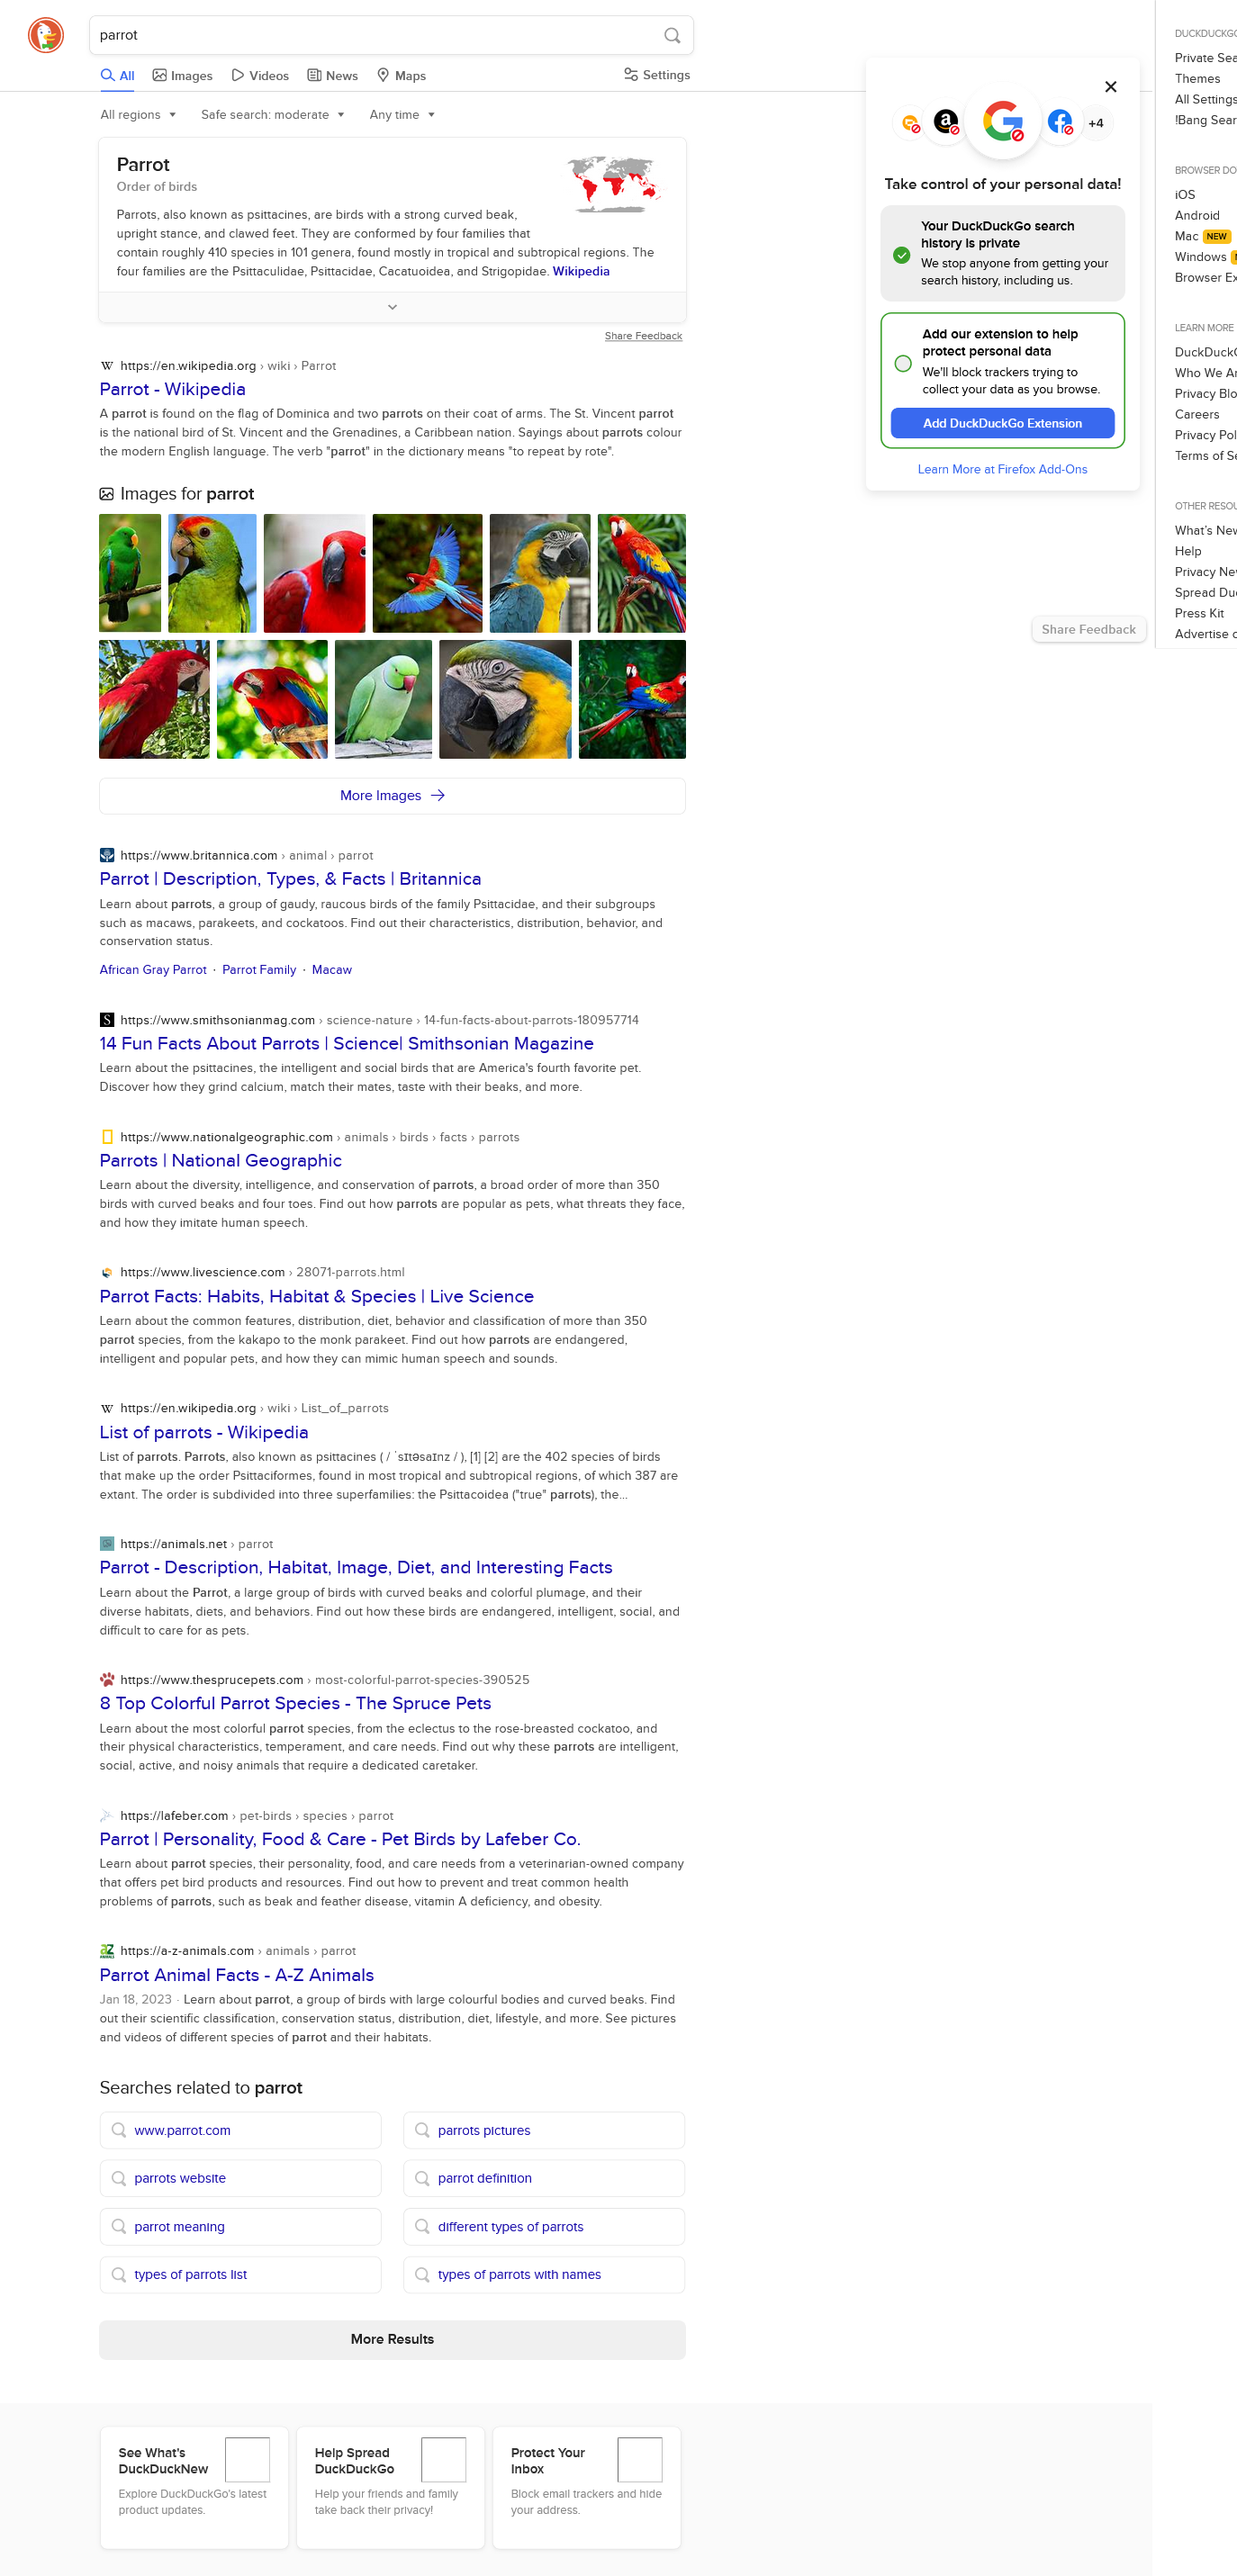 parrot
All
Images
Videos
News
Maps
Settings
All regions
Safe search: moderate
Any time
Parrot
Order of birds
Parrots, also known as psittacines, are birds with a strong curved beak,
upright stance, and clawed feet. They are conformed by four families that
contain roughly 410 species in 101 genera, found mostly in tropical and subtropical regions. The
four families are the Psittaculidae, Psittacidae, Cacatuoidea, and Strigopidae. Wikipedia
Share Feedback
https://en.wikipedia.org › wiki › Parrot
Parrot - Wikipedia
A parrot is found on the flag of Dominica and two parrots on their coat of arms. The St. Vincent parrot
is the national bird of St. Vincent and the Grenadines, a Caribbean nation. Sayings about parrots colour
the modern English language. The verb "parrot" in the dictionary means "to repeat by rote".
Images for parrot
More Images
https://www.britannica.com › animal › parrot
Parrot | Description, Types, & Facts | Britannica
Learn about parrots, a group of gaudy, raucous birds of the family Psittacidae, and their subgroups
such as macaws, parakeets, and cockatoos. Find out their characteristics, distribution, behavior, and
conservation status.
African Gray Parrot · Parrot Family · Macaw
https://www.smithsonianmag.com › science-nature › 14-fun-facts-about-parrots-180957714
14 Fun Facts About Parrots | Science| Smithsonian Magazine
Learn about the psittacines, the intelligent and social birds that are America's fourth favorite pet.
Discover how they grind calcium, match their mates, taste with their beaks, and more.
https://www.nationalgeographic.com › animals › birds › facts › parrots
Parrots | National Geographic
Learn about the diversity, intelligence, and conservation of parrots, a broad order of more than 350
birds with curved beaks and four toes. Find out how parrots are popular as pets, what threats they face,
and how they imitate human speech.
https://www.livescience.com › 28071-parrots.html
Parrot Facts: Habits, Habitat & Species | Live Science
Learn about the common features, distribution, diet, behavior and classification of more than 350
parrot species, from the kakapo to the monk parakeet. Find out how parrots are endangered,
intelligent and popular pets, and how they can mimic human speech and sounds.
https://en.wikipedia.org › wiki › List_of_parrots
List of parrots - Wikipedia
List of parrots. Parrots, also known as psittacines ( / ˈsɪtəsaɪnz / ), [1] [2] are the 402 species of birds
that make up the order Psittaciformes, found in most tropical and subtropical regions, of which 387 are
extant. The order is subdivided into three superfamilies: the Psittacoidea ("true" parrots), the...
https://animals.net › parrot
Parrot - Description, Habitat, Image, Diet, and Interesting Facts
Learn about the Parrot, a large group of birds with curved beaks and colorful plumage, and their
diverse habitats, diets, and behaviors. Find out how these birds are endangered, intelligent, social, and
difficult to care for as pets.
https://www.thesprucepets.com › most-colorful-parrot-species-390525
8 Top Colorful Parrot Species - The Spruce Pets
Learn about the most colorful parrot species, from the eclectus to the rose-breasted cockatoo, and
their physical characteristics, temperament, and care needs. Find out why these parrots are intelligent,
social, active, and noisy animals that require a dedicated caretaker.
https://lafeber.com › pet-birds › species › parrot
Parrot | Personality, Food & Care - Pet Birds by Lafeber Co.
Learn about parrot species, their personality, food, and care needs from a veterinarian-owned company
that offers pet bird products and resources. Find out how to prevent and treat common health
problems of parrots, such as beak and feather disease, vitamin A deficiency, and obesity.
https://a-z-animals.com › animals › parrot
Parrot Animal Facts - A-Z Animals
Jan 18, 2023 · Learn about parrot, a group of birds with large colourful bodies and curved beaks. Find
out their scientific classification, conservation status, distribution, diet, lifestyle, and more. See pictures
and videos of different species of parrot and their habitats.
Searches related to parrot
www.parrot.com
parrots pictures
parrots website
parrot definition
parrot meaning
different types of parrots
types of parrots list
types of parrots with names
More Results
See What's
DuckDuckNew
Explore DuckDuckGo's latest
product updates.
Help Spread
DuckDuckGo
Help your friends and family
take back their privacy!
Protect Your
Inbox
Block email trackers and hide
your address.
+4
Take control of your personal data!
Your DuckDuckGo search
history is private
We stop anyone from getting your
search history, including us.
Add our extension to help
protect personal data
We'll block trackers trying to
collect your data as you browse.
Add DuckDuckGo Extension
Learn More at Firefox Add-Ons
Share Feedback
DUCKDUCKGO
Private Sea
Themes
All Settings
!Bang Sear
BROWSER DO
iOS
Android
Mac NEW
Windows
Browser Ex
LEARN MORE
DuckDuckG
Who We Ar
Privacy Blo
Careers
Privacy Pol
Terms of Se
OTHER RESOU
What's New
Help
Privacy New
Spread Duc
Press Kit
Advertise o